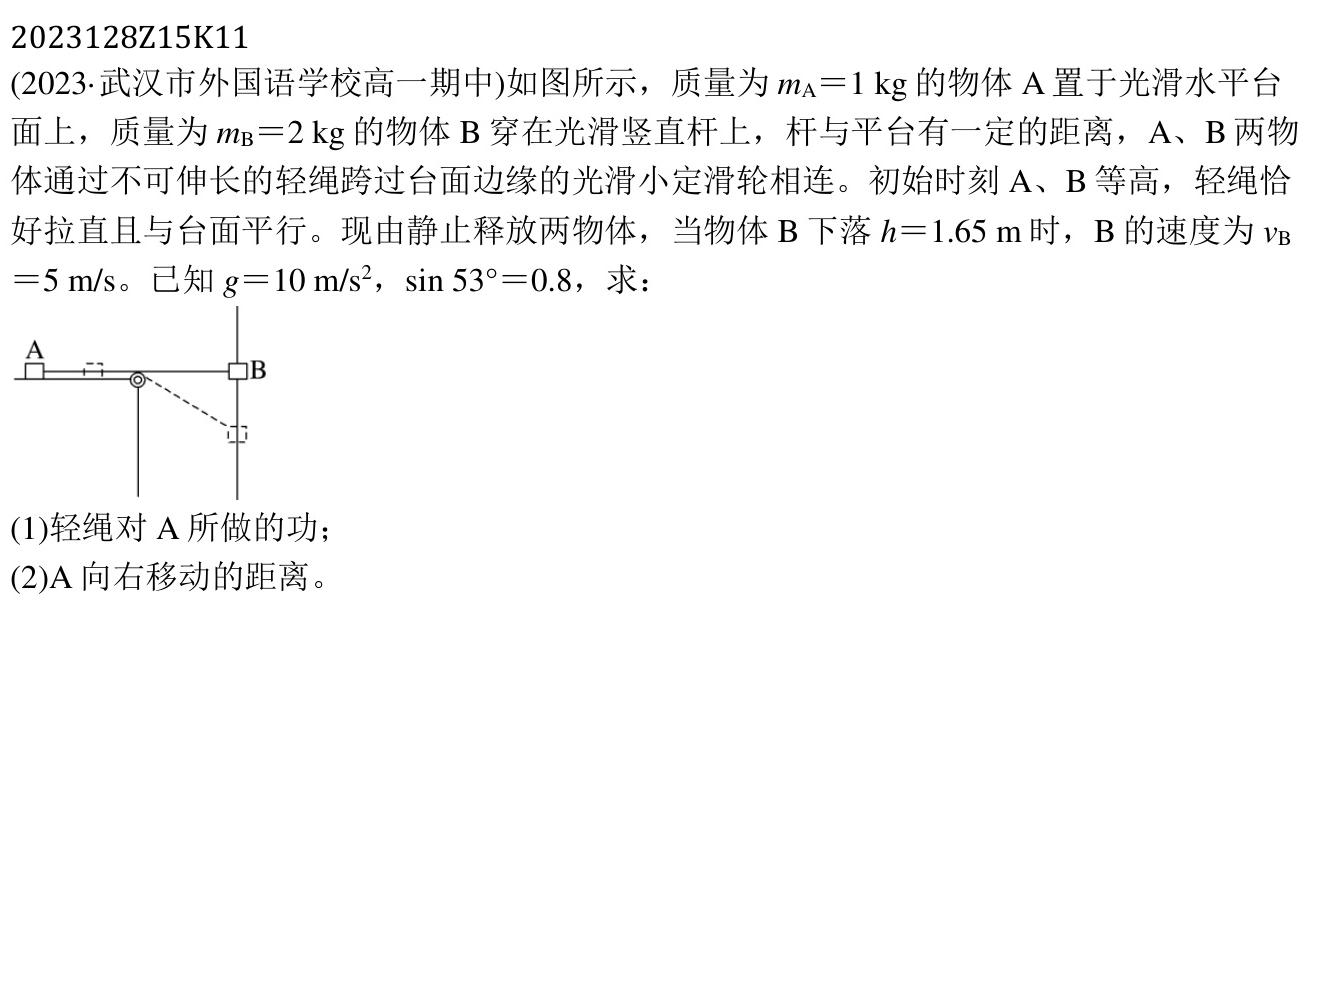 2023128Z15K11
(2023·武汉市外国语学校高一期中)如图所示，质量为 mA＝1 kg 的物体 A 置于光滑水平台
面上，质量为 mB＝2 kg 的物体 B 穿在光滑竖直杆上，杆与平台有一定的距离，A、B 两物
体通过不可伸长的轻绳跨过台面边缘的光滑小定滑轮相连。初始时刻 A、B 等高，轻绳恰
好拉直且与台面平行。现由静止释放两物体，当物体 B 下落 h＝1.65 m 时，B 的速度为 vB
＝5 m/s。已知 g＝10 m/s²，sin 53°＝0.8，求：
A
B
(1)轻绳对 A 所做的功；
(2)A 向右移动的距离。